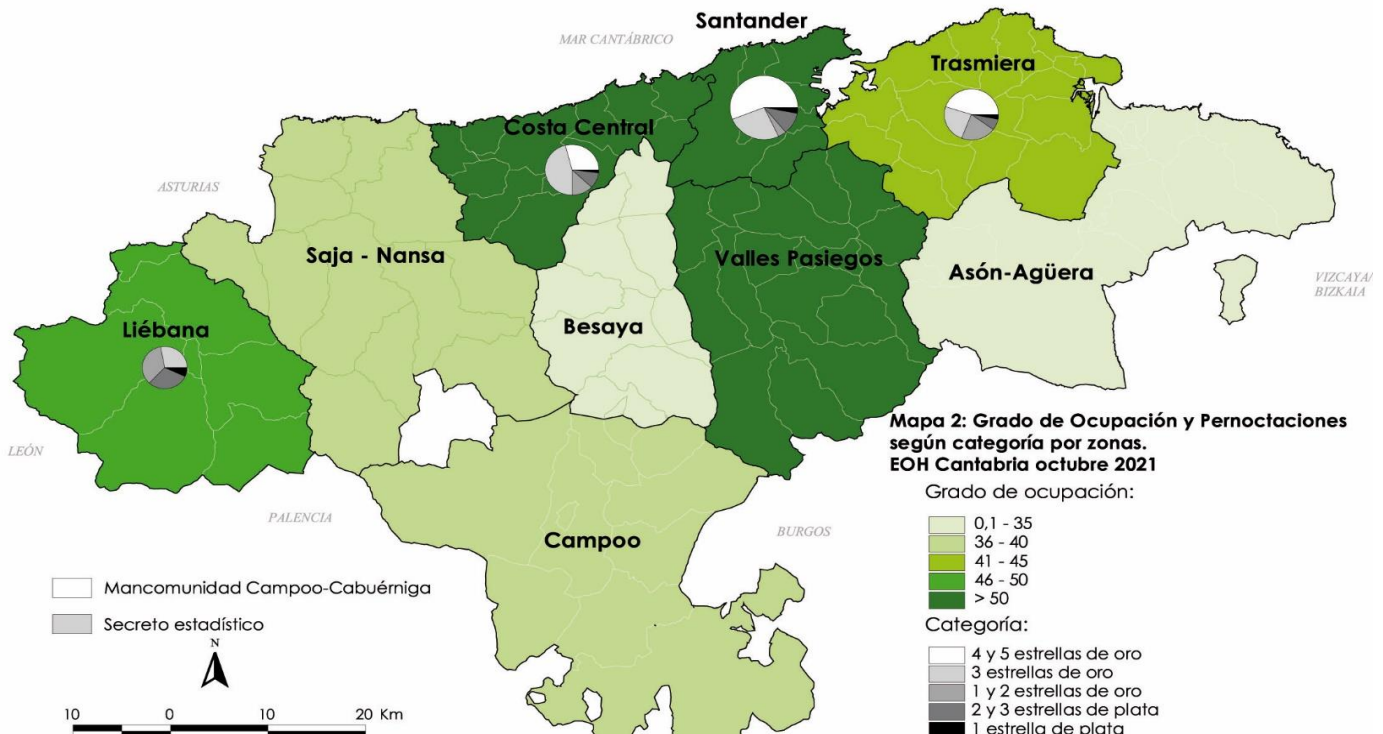 Santander
MAR CANTÁBRICO
Trasmiera
Costa Central
ASTURIAS
Saja - Nansa
Valles Pasiegos
Asón-Agüera
VIZCAYA/
BIZKAIA
Liébana
Besaya
LEÓN
Mapa 2: Grado de Ocupación y Pernoctaciones
según categoría por zonas.
EOH Cantabria octubre 2021
Grado de ocupación:
0,1 - 35
36 - 40
41 - 45
46 - 50
> 50
PALENCIA
BURGOS
Campoo
Mancomunidad Campoo-Cabuérniga
Secreto estadístico
N
10 0 10 20 Km
Categoría:
4 y 5 estrellas de oro
3 estrellas de oro
1 y 2 estrellas de oro
2 y 3 estrellas de plata
1 estrella de plata